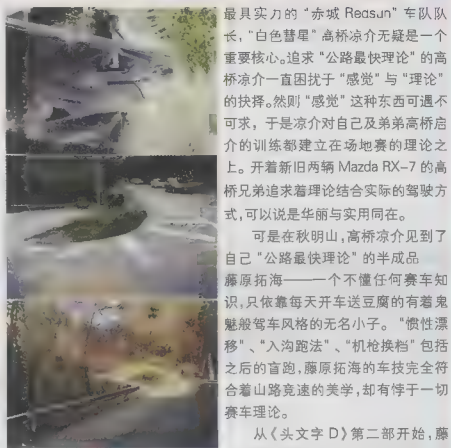 最具实力的“赤城 Redsun”车队队
长，“白色彗星”高桥凉介无疑是一个
重要核心。追求“公路最快理论”的高
桥凉介一直困扰于“感觉”与“理论”
的抉择。然则“感觉”这种东西可遇不
可求，于是凉介对自己及弟弟高桥启
介的训练都建立在场地赛的理论之
上。开着新旧两辆 Mazda RX-7 的高
桥兄弟追求着理论结合实际的驾驶方
式，可以说是华丽与实用同在。
可是在秋明山，高桥凉介见到了
自己“公路最快理论”的半成品
藤原拓海——一个不懂任何赛车知
识，只依靠每天开车送豆腐的有着鬼
魅般驾车风格的无名小子。“惯性漂
移”、“入沟跑法”、“机枪换档”包括
之后的盲跑，藤原拓海的车技完全符
合着山路竞速的美学，却有悖于一切
赛车理论。
从《头文字 D》第二部开始，藤